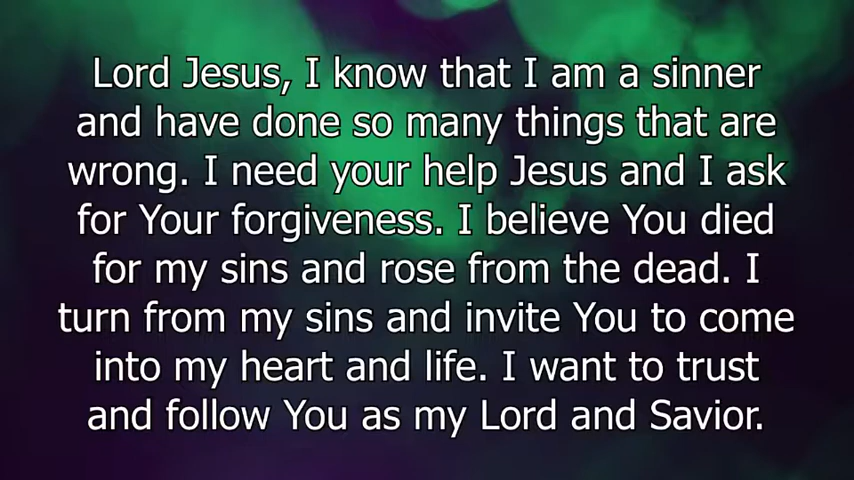 Lord Jesus, I know that I am a sinner
and have done so many things that are
wrong. I need your help Jesus and I ask
for Your forgiveness. I believe You died
for my sins and rose from the dead. I
turn from my sins and invite You to come
into my heart and life. I want to trust
and follow You as my Lord and Savior.